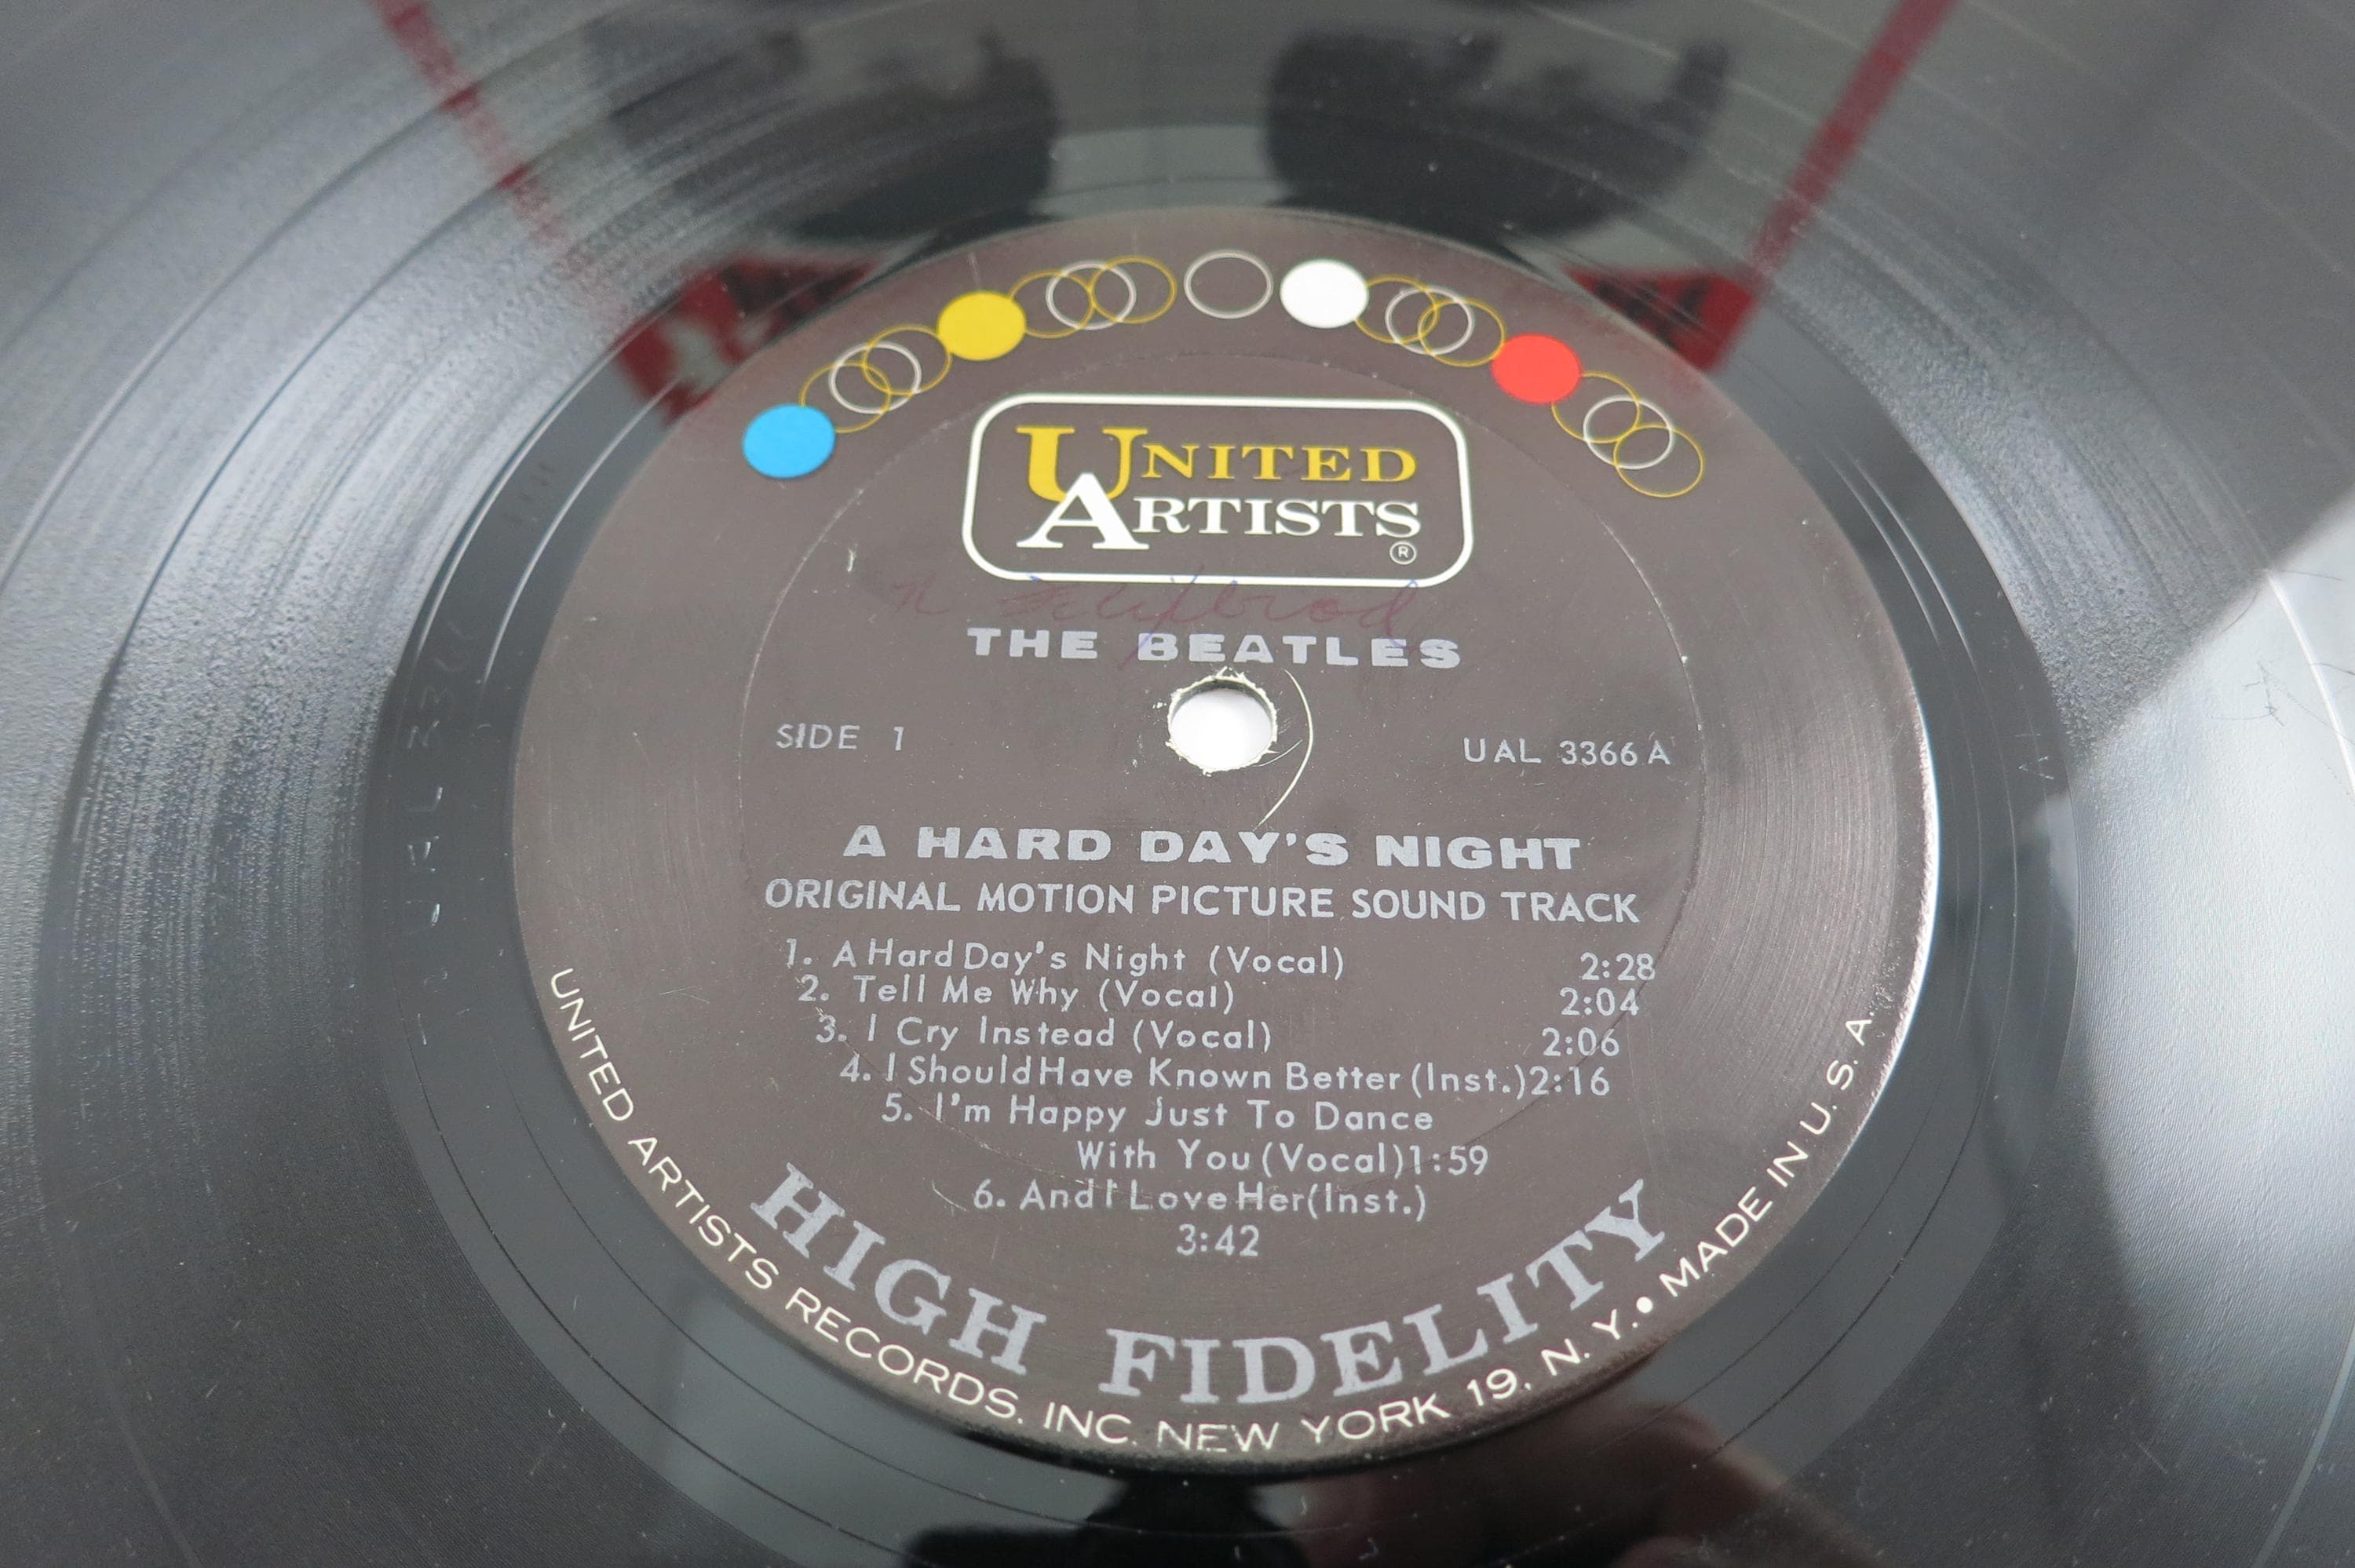 UNITED
ARTISTS
®
THE BEATLES
SIDE 1
UAL 3366 A
A HARD DAY'S NIGHT
ORIGINAL MOTION PICTURE SOUND TRACK
1. A Hard Day's Night (Vocal) 2:28
2. Tell Me Why (Vocal) 2:04
3. I Cry Instead (Vocal) 2:06
4. I Should Have Known Better (Inst.) 2:16
5. I'm Happy Just To Dance
With You (Vocal) 1:59
6. And I Love Her (Inst.)
3:42
HIGH FIDELITY
UNITED ARTISTS RECORDS, INC. NEW YORK 19, N. Y. • MADE IN U. S. A.